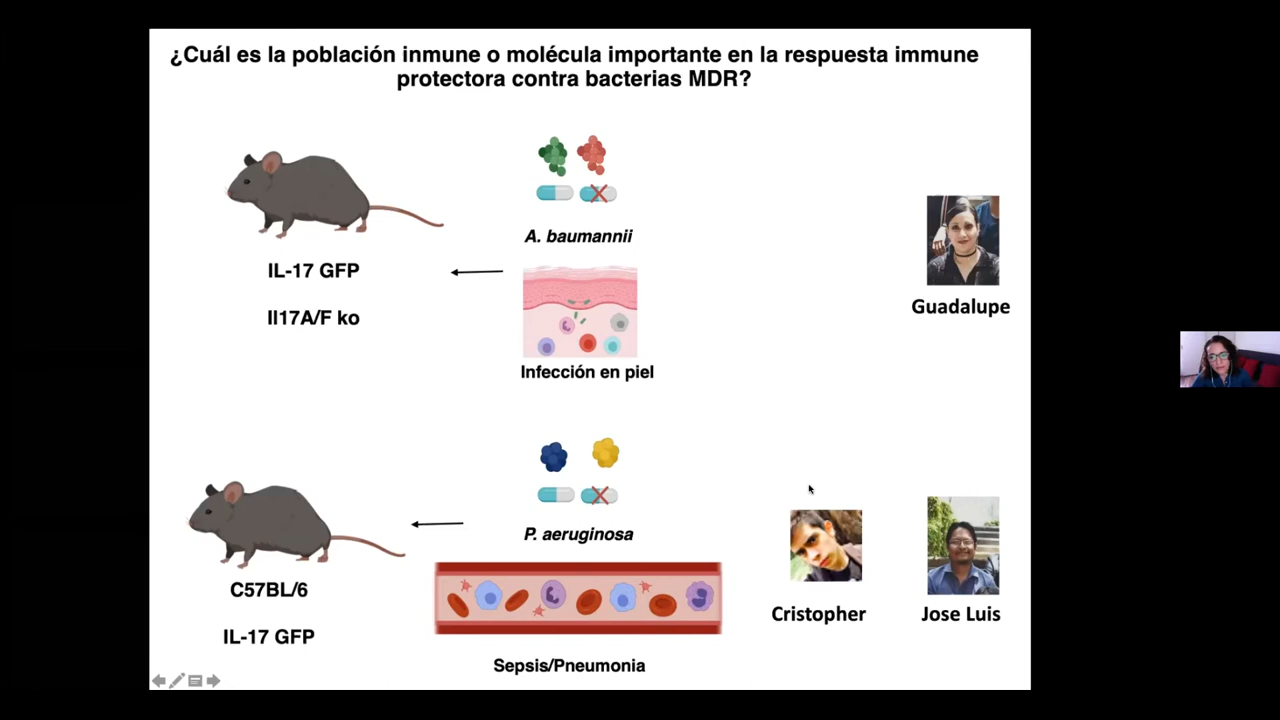 ¿Cuál es la población inmune o molécula importante en la respuesta immune
protectora contra bacterias MDR?
A. baumannii
IL-17 GFP
Il17A/F ko
Guadalupe
Infección en piel
P. aeruginosa
C57BL/6
IL-17 GFP
Cristopher
Jose Luis
Sepsis/Pneumonia